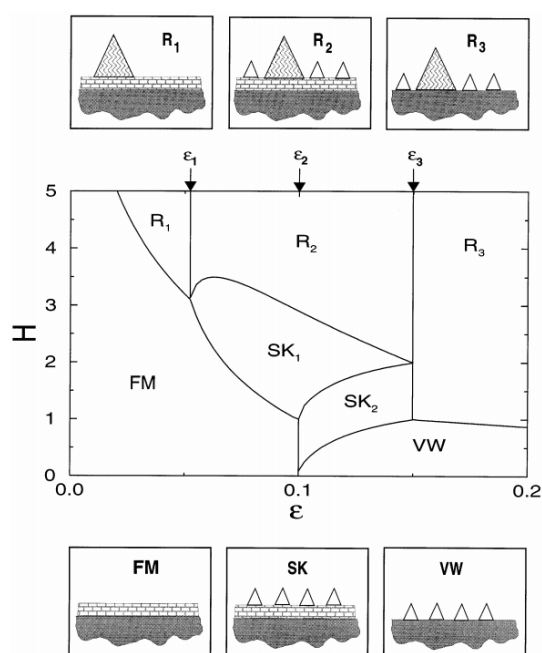 R₁ R₂ R₃
ε₁ ε₂ ε₃
5
4
3
2
1
0
H
R₁
R₂
R₃
SK₁
FM
SK₂
VW
0.0 0.1 0.2
ε
FM SK VW